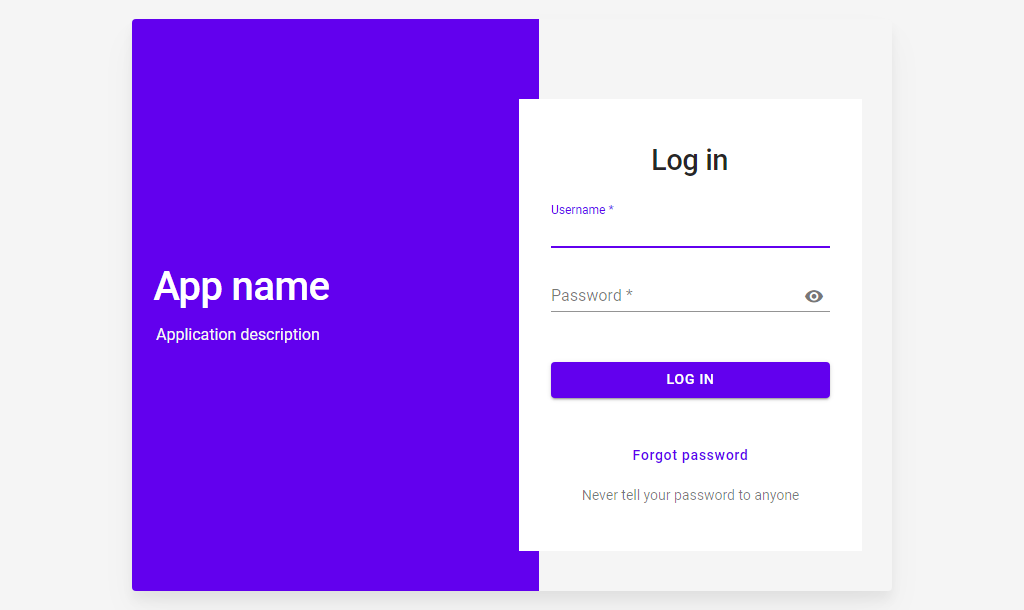 App name
Application description
Log in
Username *
Password *
LOG IN
Forgot password
Never tell your password to anyone